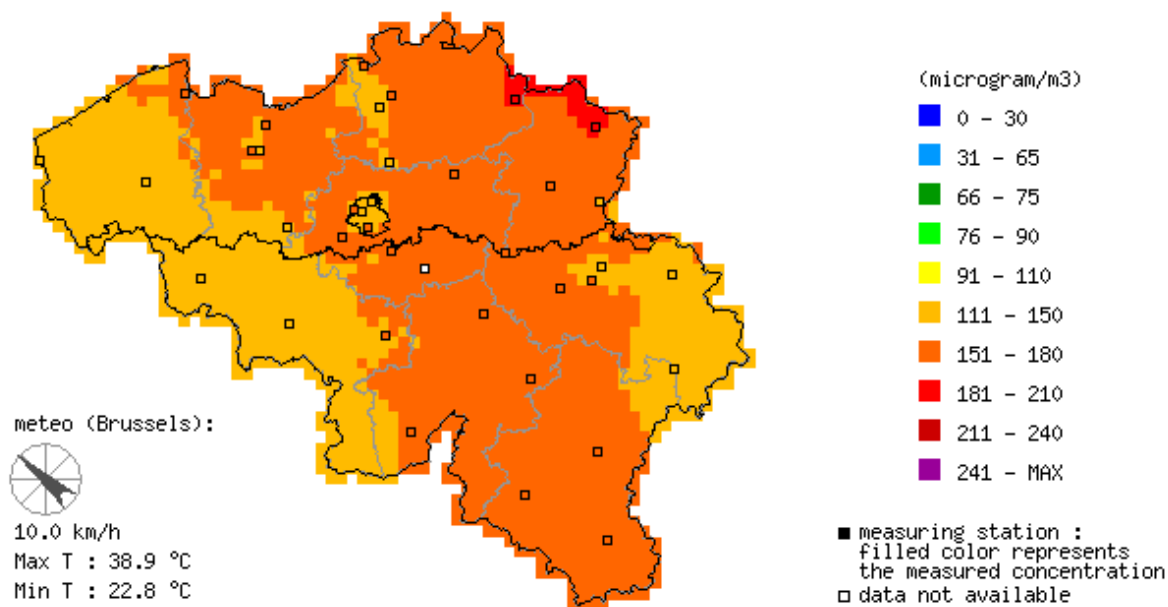 (microgram/m3)
0 - 30
31 - 65
66 - 75
76 - 90
91 - 110
111 - 150
151 - 180
181 - 210
211 - 240
241 - MAX
meteo (Brussels):
10.0 km/h
Max T : 38.9 °C
Min T : 22.8 °C
measuring station :
filled color represents
the measured concentration
data not available